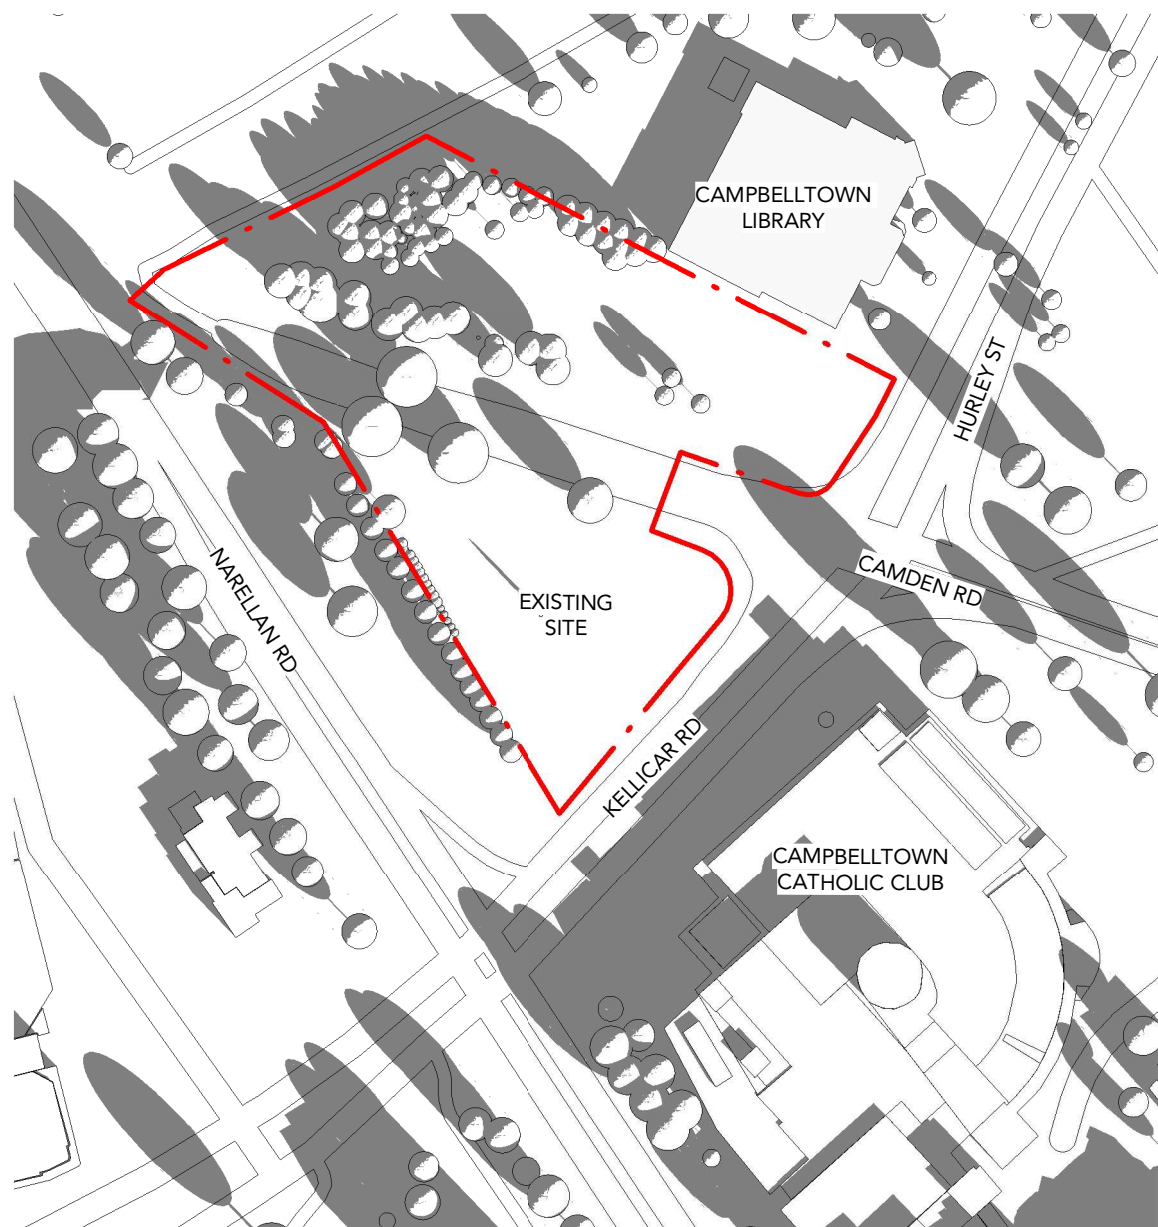 CAMPBELLTOWN
LIBRARY
HURLEY ST
NARELLAN RD
CAMDEN RD
EXISTING
SITE
KELLICAR RD
CAMPBELLTOWN
CATHOLIC CLUB